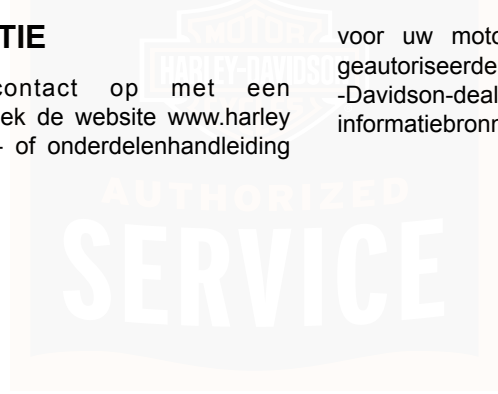 TIE
contact op met een
ek de website www.harley
- of onderdelenhandleiding
voor uw moto
geautoriseerde
-Davidson-deal
informatiebronn
MOTOR
HARLEY-DAVIDSON
CYCLES
AUTHORIZED
SERVICE